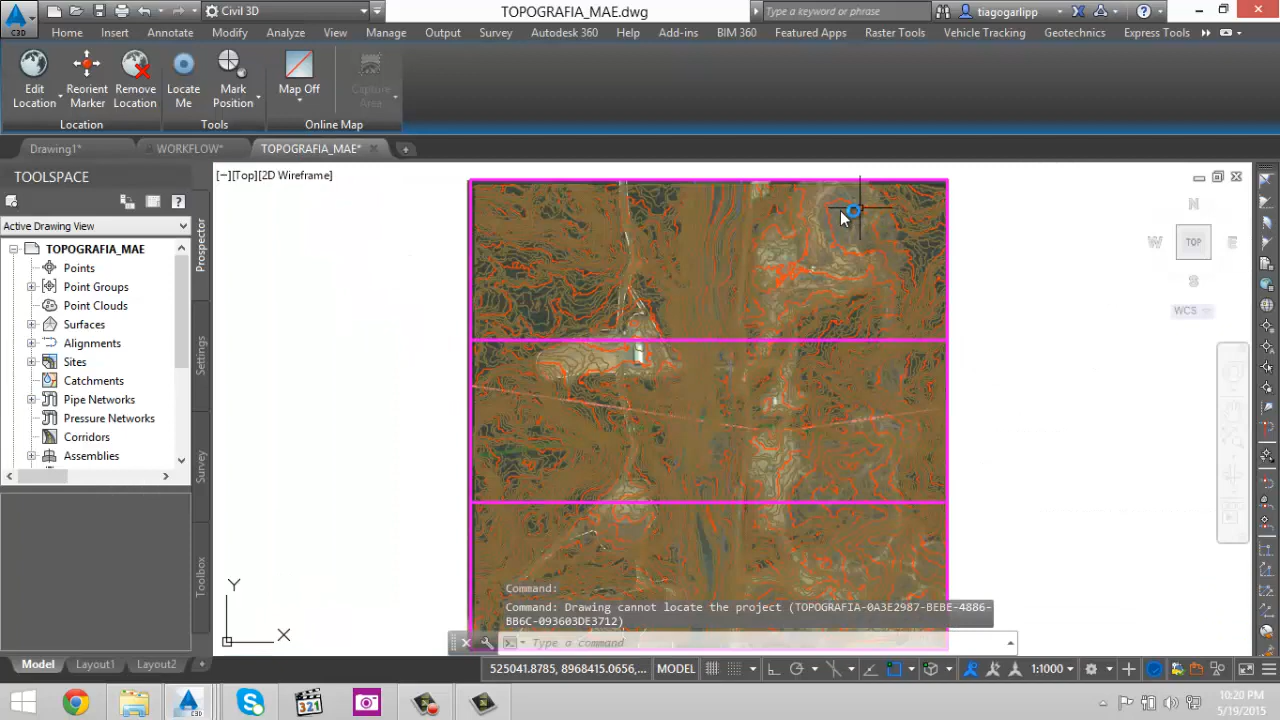 Civil 3D
TOPOGRAFIA_MAE.dwg
Type a keyword or phrase
tiagogarlipp
C3D
Home Insert Annotate Modify Analyze View Manage Output Survey Autodesk 360 Help Add-ins BIM 360 Featured Apps Raster Tools Vehicle Tracking Geotechnics Express Tools
Edit Location
Reorient Marker
Remove Location
Locate Me
Mark Position
Map Off
Capture Area
Location Tools Online Map
Drawing1* WORKFLOW* TOPOGRAFIA_MAE*
TOOLSPACE
Active Drawing View
TOPOGRAFIA_MAE
Points
Point Groups
Point Clouds
Surfaces
Alignments
Sites
Catchments
Pipe Networks
Pressure Networks
Corridors
Assemblies
Prospector
Settings
Survey
Toolbox
[−][Top][2D Wireframe]
N
W TOP E
S
WCS
Y
X
Command:
Command: Drawing cannot locate the project (TOPOGRAFIA-0A3E2987-BEBE-4886-
BB6C-093603DE3712)
Type a command
Model Layout1 Layout2 +
525041.8785, 8968415.0656,... MODEL 1:1000
321
C3D
10:20 PM
5/19/2015